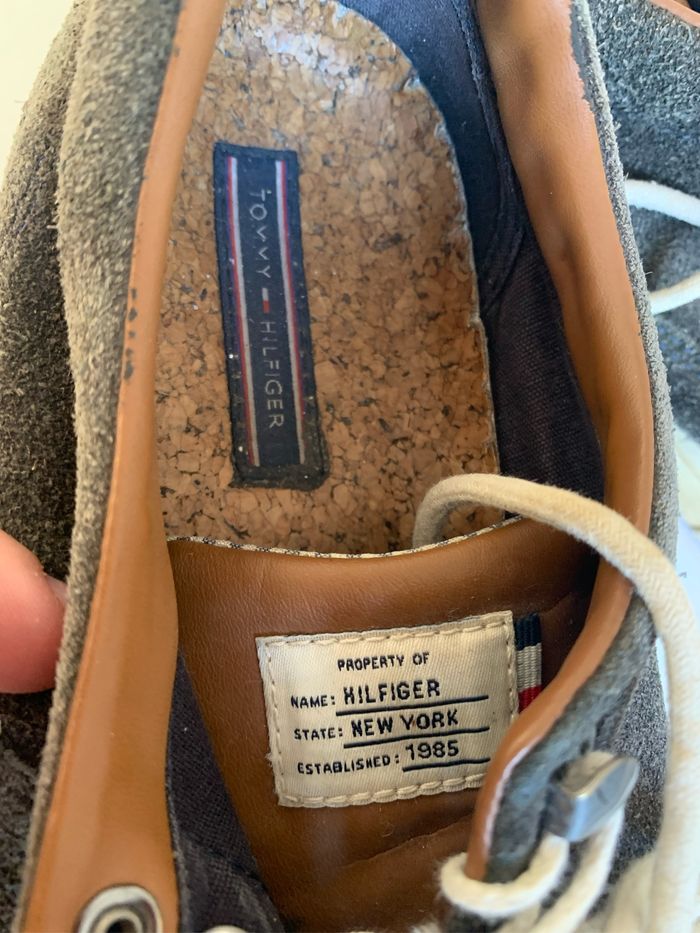 TOMMY HILFIGER
PROPERTY OF
NAME: HILFIGER
STATE: NEW YORK
ESTABLISHED: 1985